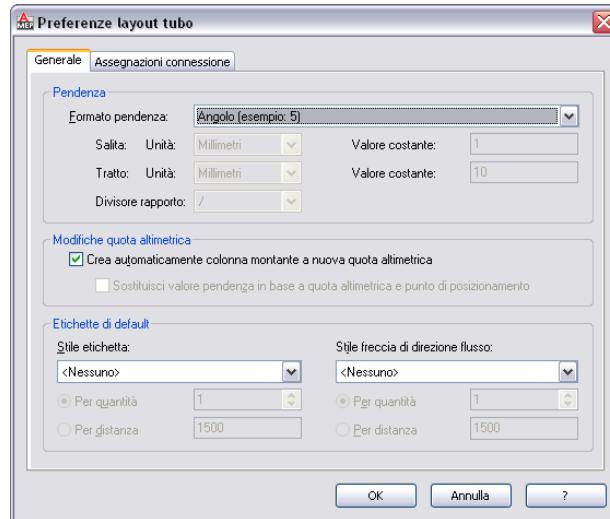 MEP Preferenze layout tubo
Generale Assegnazioni connessione
Pendenza
Formato pendenza: Angolo (esempio: 5)
Salita: Unità: Millimetri Valore costante: 1
Tratto: Unità: Millimetri Valore costante: 10
Divisore rapporto: /
Modifiche quota altimetrica
Crea automaticamente colonna montante a nuova quota altimetrica
Sostituisci valore pendenza in base a quota altimetrica e punto di posizionamento
Etichette di default
Stile etichetta: Stile freccia di direzione flusso:
<Nessuno> <Nessuno>
Per quantità 1 Per quantità 1
Per distanza 1500 Per distanza 1500
OK Annulla ?